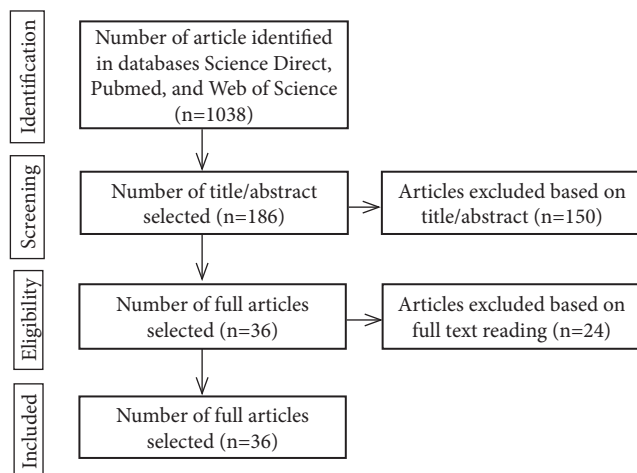 Identification
Number of article identified
in databases Science Direct,
Pubmed, and Web of Science
(n=1038)
Screening
Number of title/abstract
selected (n=186)
Articles excluded based on
title/abstract (n=150)
Eligibility
Number of full articles
selected (n=36)
Articles excluded based on
full text reading (n=24)
Included
Number of full articles
selected (n=36)